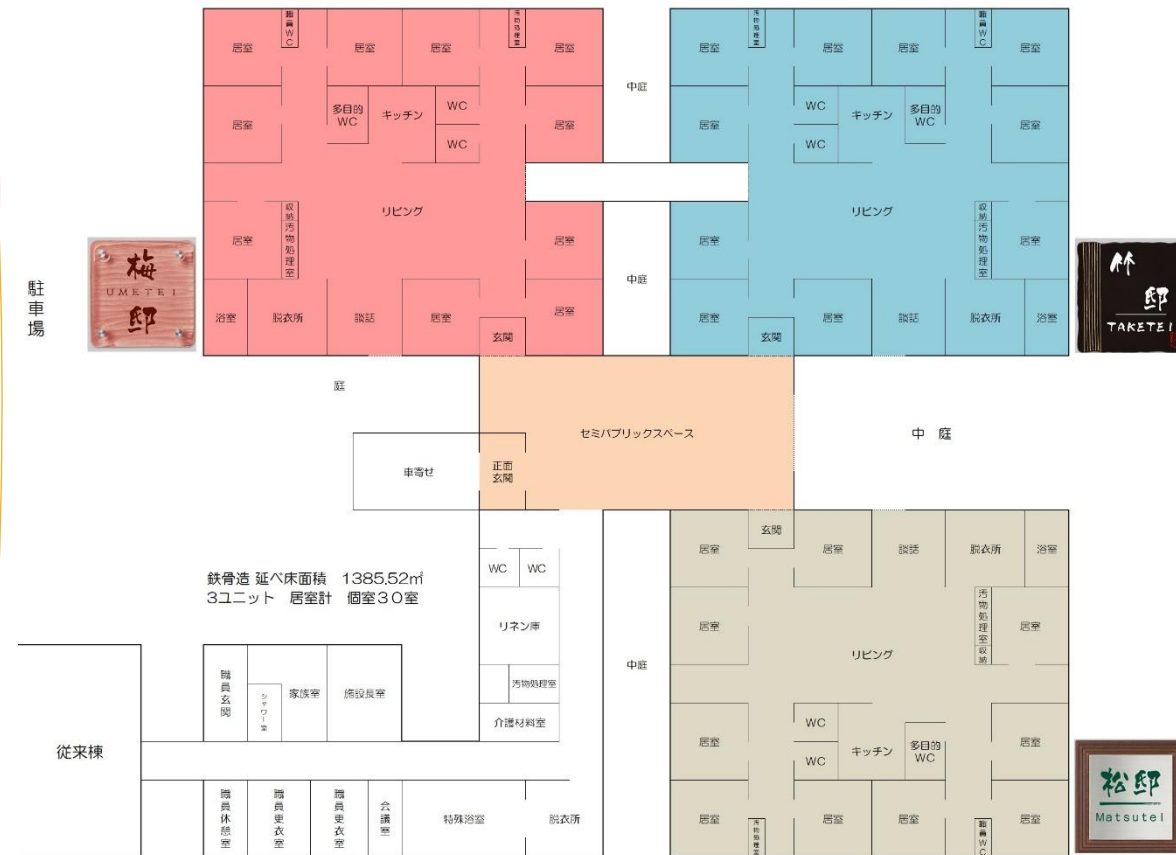 職員WC
汚物処理室
居室
居室
居室
居室
中庭
汚物処理室
職員WC
居室
居室
居室
居室
居室
多目的
WC
キッチン
WC
WC
居室
居室
WC
WC
キッチン
多目的
WC
居室
リビング
リビング
居室
収納
汚物処理室
居室
中庭
居室
収納
汚物処理室
居室
駐車場
梅
UMETEI
邸
竹
邸
TAKETEI
浴室
脱衣所
談話
居室
玄関
居室
居室
玄関
居室
談話
脱衣所
浴室
庭
セミパブリックスペース
中 庭
車寄せ
正面
玄関
玄関
居室
居室
談話
脱衣所
浴室
鉄骨造 延べ床面積 1385.52㎡
3ユニット 居室計 個室30室
WC
WC
リネン庫
汚物処理室
介護材料室
中庭
居室
リビング
汚物処理室
収納
居室
職員玄関
シャワー室
家族室
施設長室
従来棟
居室
WC
WC
キッチン
多目的
WC
居室
職員休憩室
職員更衣室
職員更衣室
会議室
特殊浴室
脱衣所
居室
汚物処理室
居室
居室
職員WC
居室
松邸
Matsutei